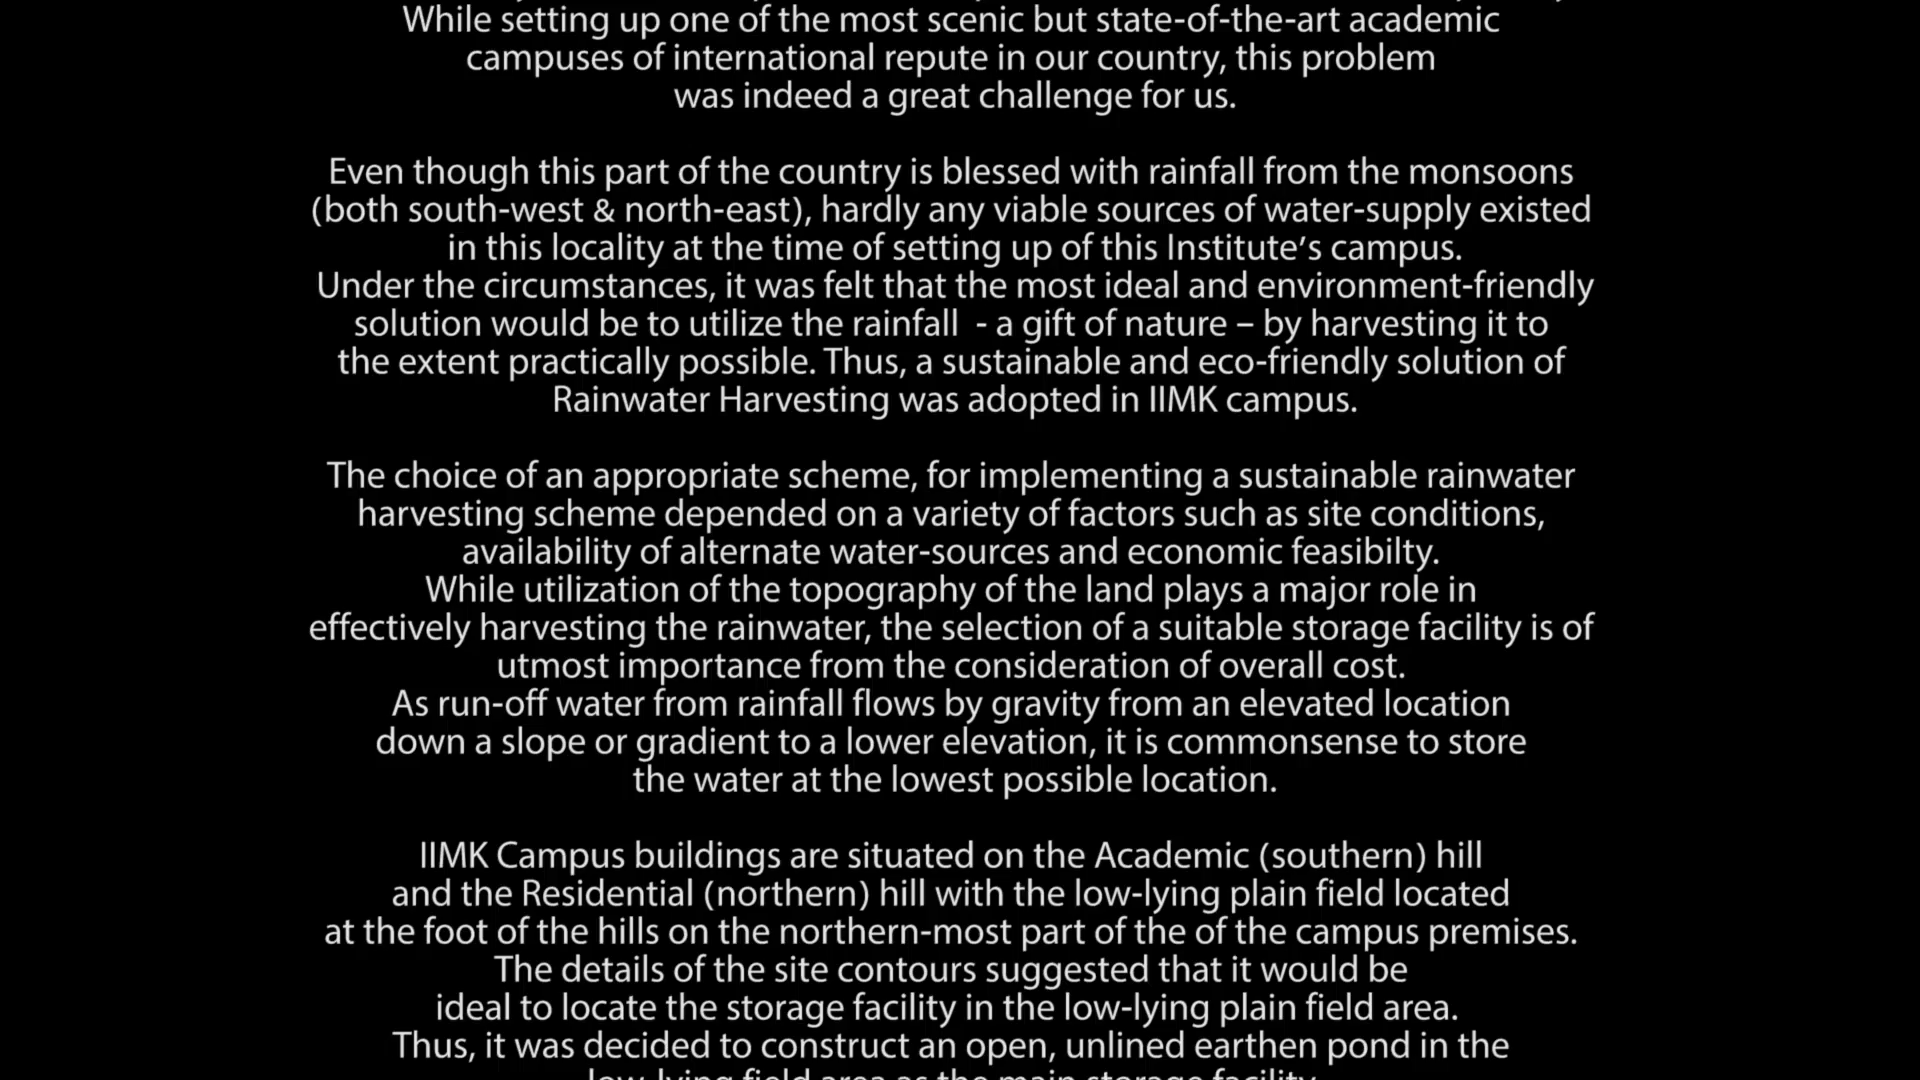 While setting up one of the most scenic but state-of-the-art academic
campuses of international repute in our country, this problem
was indeed a great challenge for us.
Even though this part of the country is blessed with rainfall from the monsoons
(both south-west & north-east), hardly any viable sources of water-supply existed
in this locality at the time of setting up of this Institute’s campus.
Under the circumstances, it was felt that the most ideal and environment-friendly
solution would be to utilize the rainfall  - a gift of nature – by harvesting it to
the extent practically possible. Thus, a sustainable and eco-friendly solution of
Rainwater Harvesting was adopted in IIMK campus.
The choice of an appropriate scheme, for implementing a sustainable rainwater
harvesting scheme depended on a variety of factors such as site conditions,
availability of alternate water-sources and economic feasibilty.
While utilization of the topography of the land plays a major role in
effectively harvesting the rainwater, the selection of a suitable storage facility is of
utmost importance from the consideration of overall cost.
As run-off water from rainfall flows by gravity from an elevated location
down a slope or gradient to a lower elevation, it is commonsense to store
the water at the lowest possible location.
IIMK Campus buildings are situated on the Academic (southern) hill
and the Residential (northern) hill with the low-lying plain field located
at the foot of the hills on the northern-most part of the of the campus premises.
The details of the site contours suggested that it would be
ideal to locate the storage facility in the low-lying plain field area.
Thus, it was decided to construct an open, unlined earthen pond in the
low-lying field area as the main storage facility